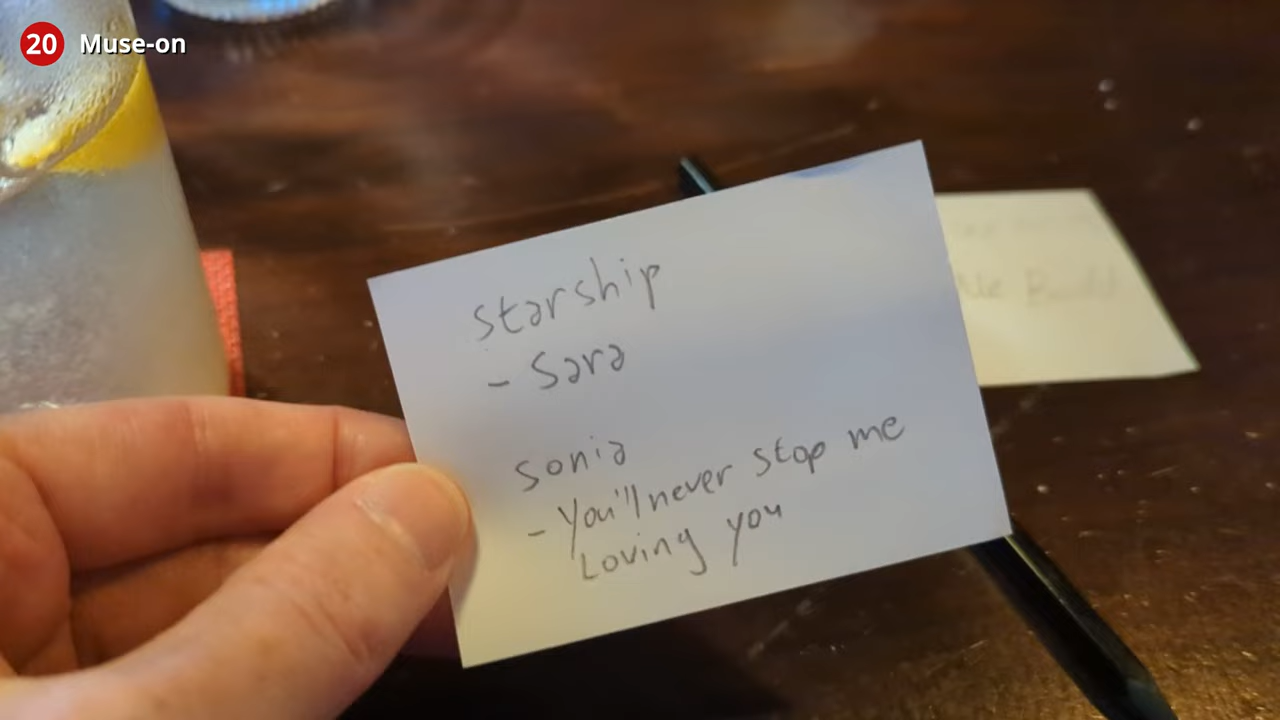 20 Muse-on
starship
- Sara
sonia
- You'll never stop me
Loving you